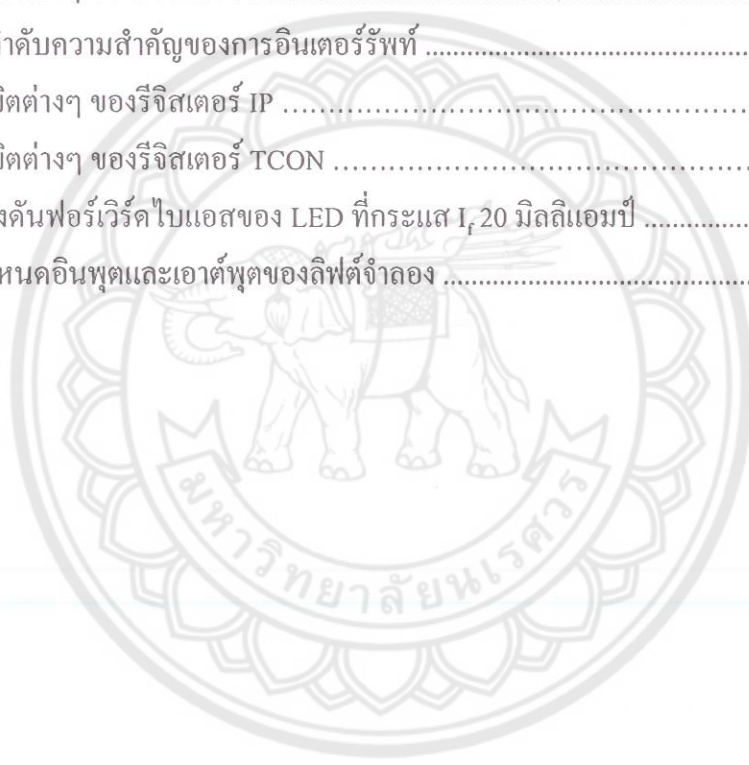 ำดับความสำคัญของการอินเตอร์รัพท์ ............................................................
บิตต่างๆ ของรีจิสเตอร์ IP ............................................................
บิตต่างๆ ของรีจิสเตอร์ TCON ............................................................
งดันฟอร์เวิร์ดไบแอสของ LED ที่กระแส If 20 มิลลิแอมป์ ................
หนดอินพุตและเอาต์พุตของลิฟต์จำลอง ............................................................
มหาวิทยาลัยนเรศวร